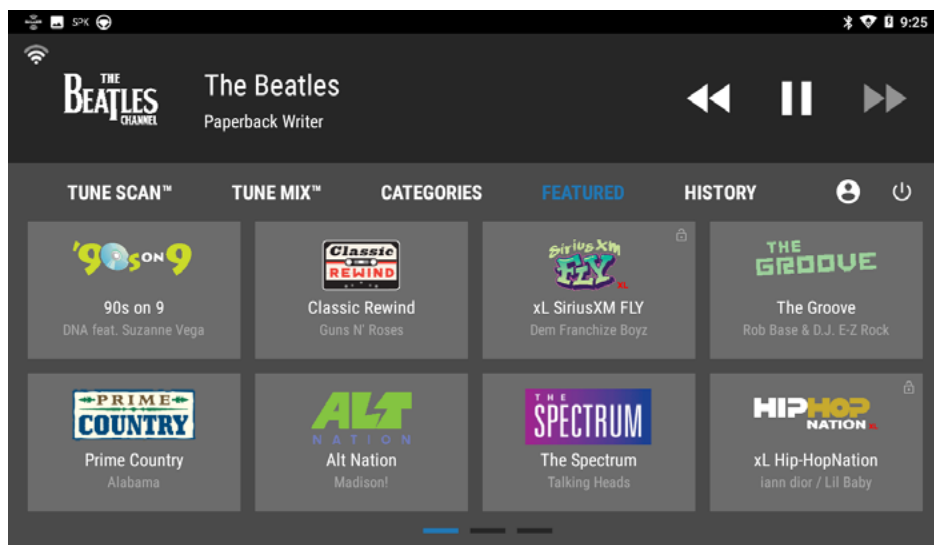 SPK
9:25
THE
BEATLES
CHANNEL
The Beatles
Paperback Writer
TUNE SCAN™ TUNE MIX™ CATEGORIES FEATURED HISTORY
'90s ON 9
90s on 9
DNA feat. Suzanne Vega
Classic
REWIND
Classic Rewind
Guns N' Roses
SiriusXM
FLY
XL
xL SiriusXM FLY
Dem Franchize Boyz
THE
GROOVE
The Groove
Rob Base & D.J. E-Z Rock
PRIME
COUNTRY
Prime Country
Alabama
ALT
NATION
Alt Nation
Madison!
THE
SPECTRUM
The Spectrum
Talking Heads
HIPHOP
NATION XL
xL Hip-HopNation
iann dior / Lil Baby